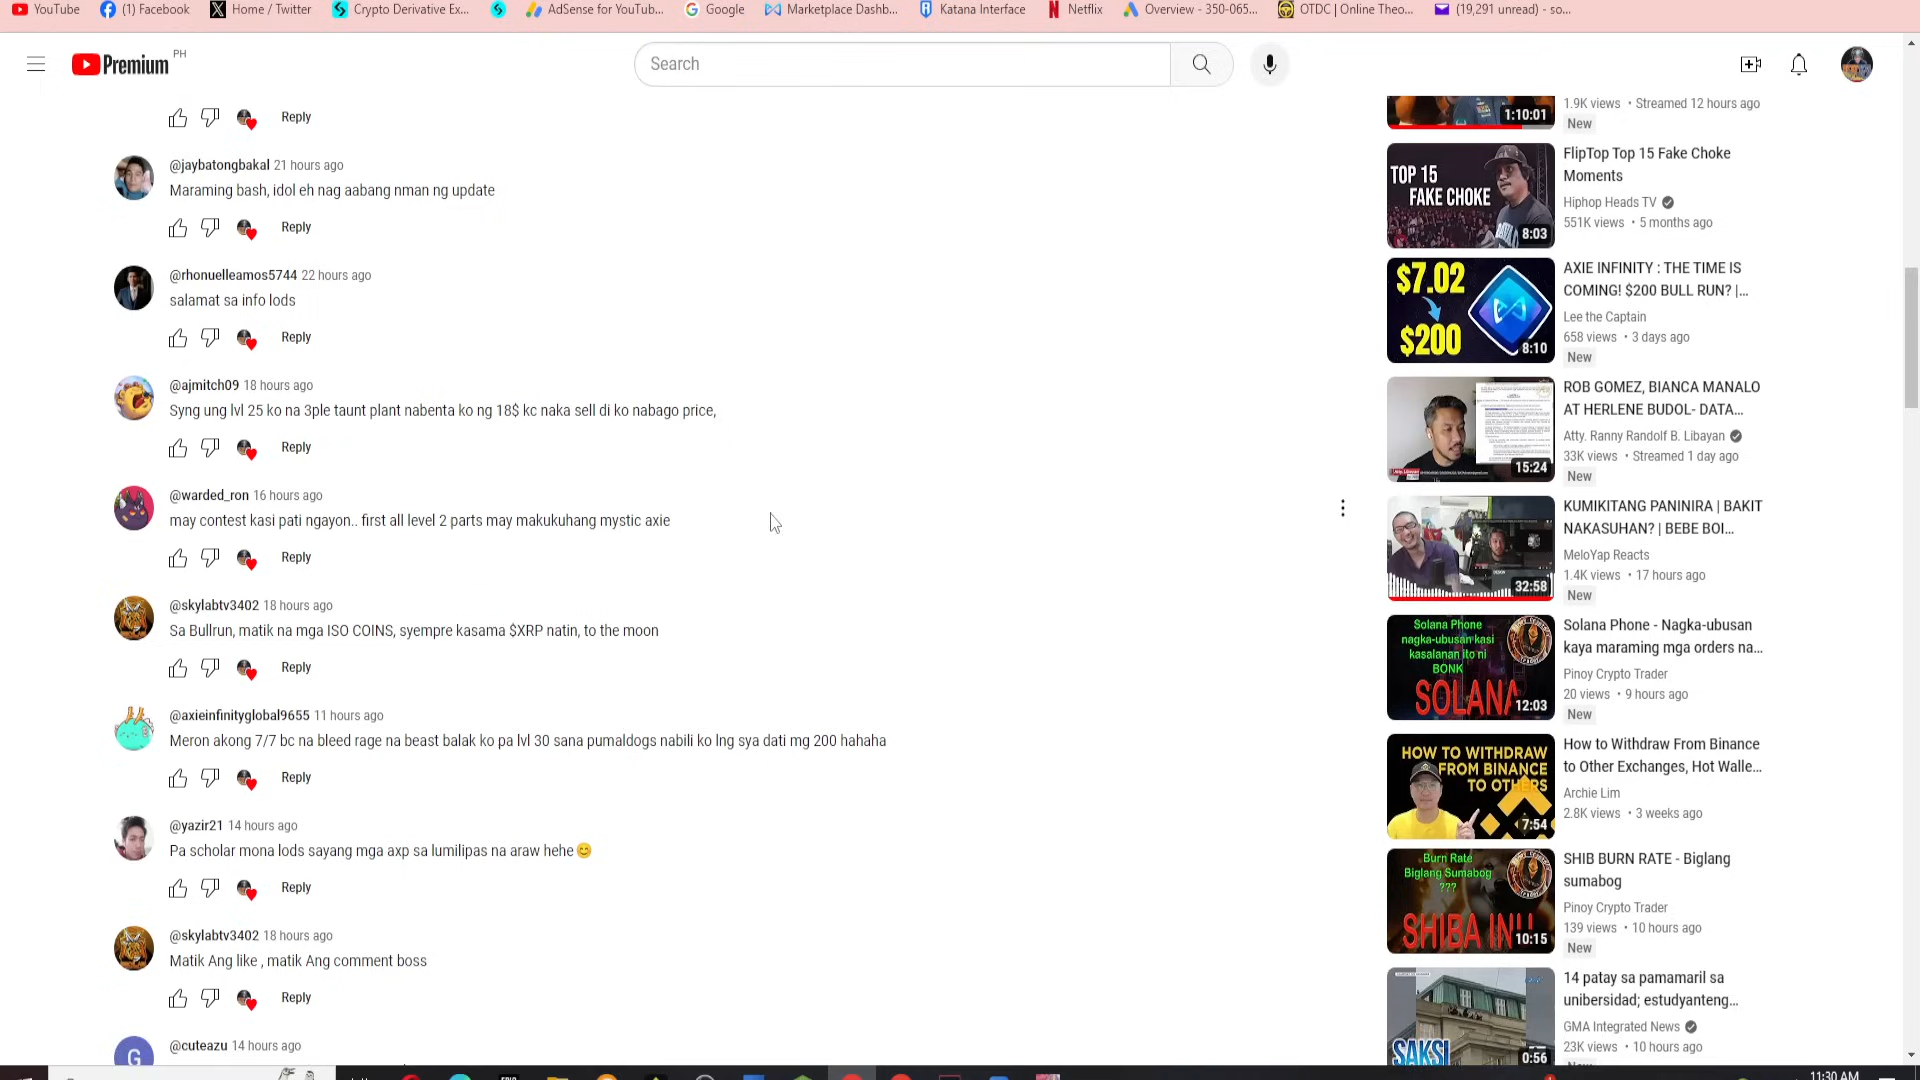 YouTube (1) Facebook Home / Twitter Crypto Derivative Ex... AdSense for YouTub... Google Marketplace Dashb... Katana Interface Netflix Overview - 350-065... OTDC | Online Theo... (19,291 unread) - so...
Premium PH
Search
Reply
@jaybatongbakal 21 hours ago
Maraming bash, idol eh nag aabang nman ng update
Reply
@rhonuelleamos5744 22 hours ago
salamat sa info lods
Reply
@ajmitch09 18 hours ago
Syng ung lvl 25 ko na 3ple taunt plant nabenta ko ng 18$ kc naka sell di ko nabago price,
Reply
@warded_ron 16 hours ago
may contest kasi pati ngayon.. first all level 2 parts may makukuhang mystic axie
Reply
@skylabtv3402 18 hours ago
Sa Bullrun, matik na mga ISO COINS, syempre kasama $XRP natin, to the moon
Reply
@axieinfinityglobal9655 11 hours ago
Meron akong 7/7 bc na bleed rage na beast balak ko pa lvl 30 sana pumaldogs nabili ko lng sya dati mg 200 hahaha
Reply
@yazir21 14 hours ago
Pa scholar mona lods sayang mga axp sa lumilipas na araw hehe😊
Reply
@skylabtv3402 18 hours ago
Matik Ang like , matik Ang comment boss
Reply
@cuteazu 14 hours ago
G
1:10:01
1.9K views • Streamed 12 hours ago
New
TOP 15
FAKE CHOKE
8:03
FlipTop Top 15 Fake Choke
Moments
Hiphop Heads TV
551K views • 5 months ago
$7.02
$200
8:10
AXIE INFINITY : THE TIME IS
COMING! $200 BULL RUN? |...
Lee the Captain
658 views • 3 days ago
New
15:24
ROB GOMEZ, BIANCA MANALO
AT HERLENE BUDOL- DATA...
Atty. Ranny Randolf B. Libayan
33K views • Streamed 1 day ago
New
32:58
KUMIKITANG PANINIRA | BAKIT
NAKASUHAN? | BEBE BOI...
MeloYap Reacts
1.4K views • 17 hours ago
New
Solana Phone
nagka-ubusan kasi
kasalanan ito ni
BONK
SOLANA
12:03
Solana Phone - Nagka-ubusan
kaya maraming mga orders na...
Pinoy Crypto Trader
20 views • 9 hours ago
New
HOW TO WITHDRAW
FROM BINANCE
TO OTHERS
7:54
How to Withdraw From Binance
to Other Exchanges, Hot Walle...
Archie Lim
2.8K views • 3 weeks ago
Burn Rate
Biglang Sumabog
???
SHIBA INU
10:15
SHIB BURN RATE - Biglang
sumabog
Pinoy Crypto Trader
139 views • 10 hours ago
New
SAKSI
0:56
14 patay sa pamamaril sa
unibersidad; estudyanteng...
GMA Integrated News
23K views • 10 hours ago
11:30 AM